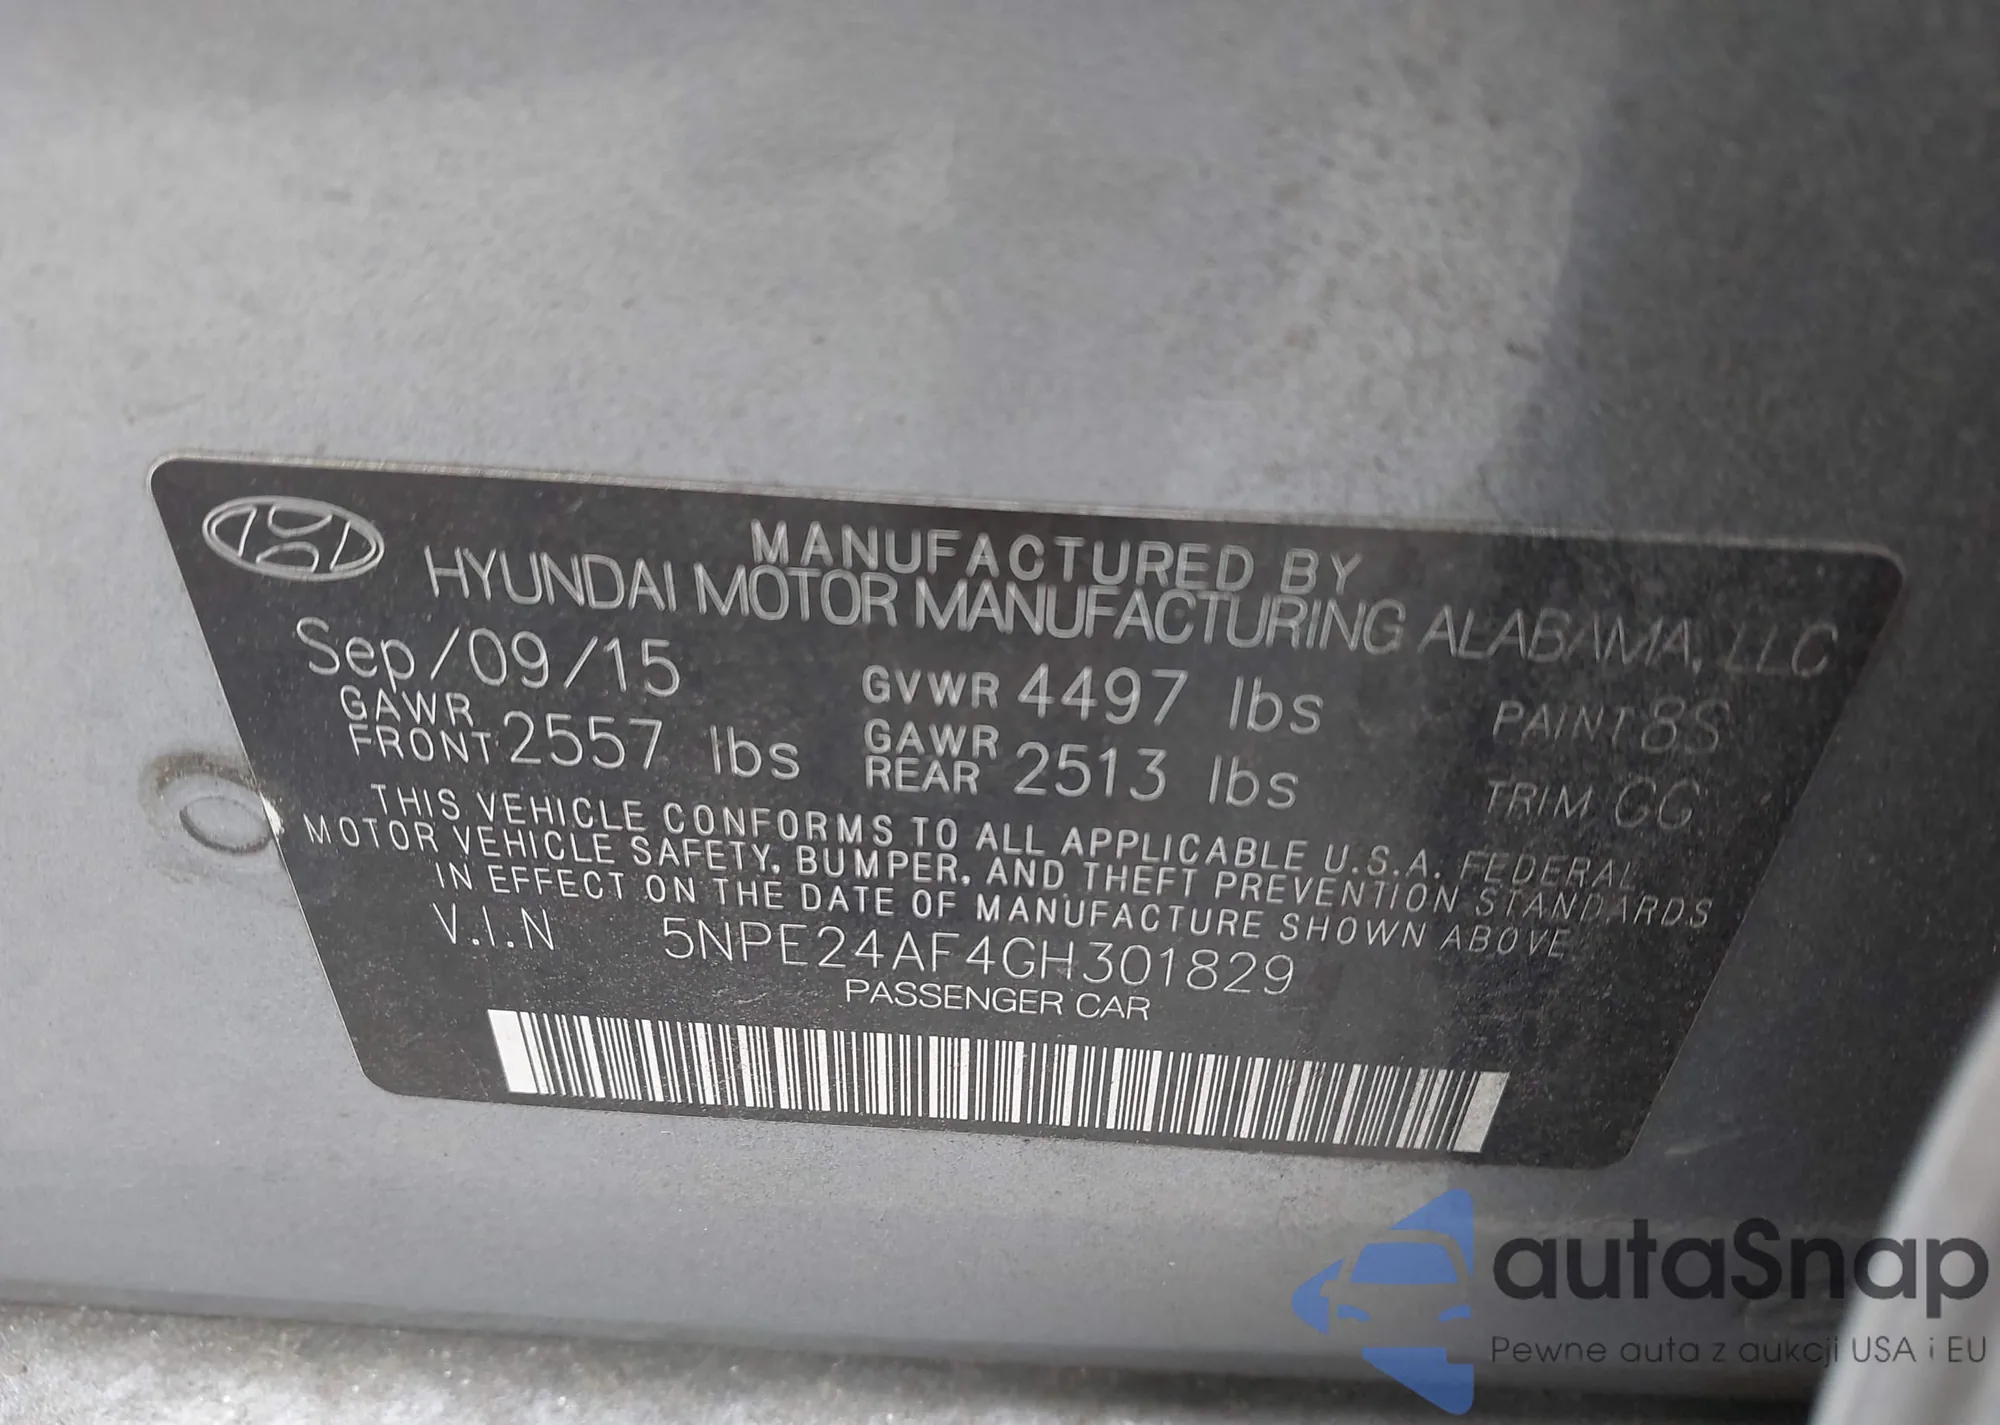 MANUFACTURED BY
HYUNDAI MOTOR MANUFACTURING ALABAMA, LLC
Sep/09/15 GVWR 4497 lbs PAINT 8S
GAWR FRONT 2557 lbs GAWR REAR 2513 lbs TRIM GG
THIS VEHICLE CONFORMS TO ALL APPLICABLE U.S.A. FEDERAL
MOTOR VEHICLE SAFETY, BUMPER, AND THEFT PREVENTION STANDARDS
IN EFFECT ON THE DATE OF MANUFACTURE SHOWN ABOVE
V.I.N 5NPE24AF4GH301829
PASSENGER CAR
autaSnap
Pewne auta z aukcji USA i EU